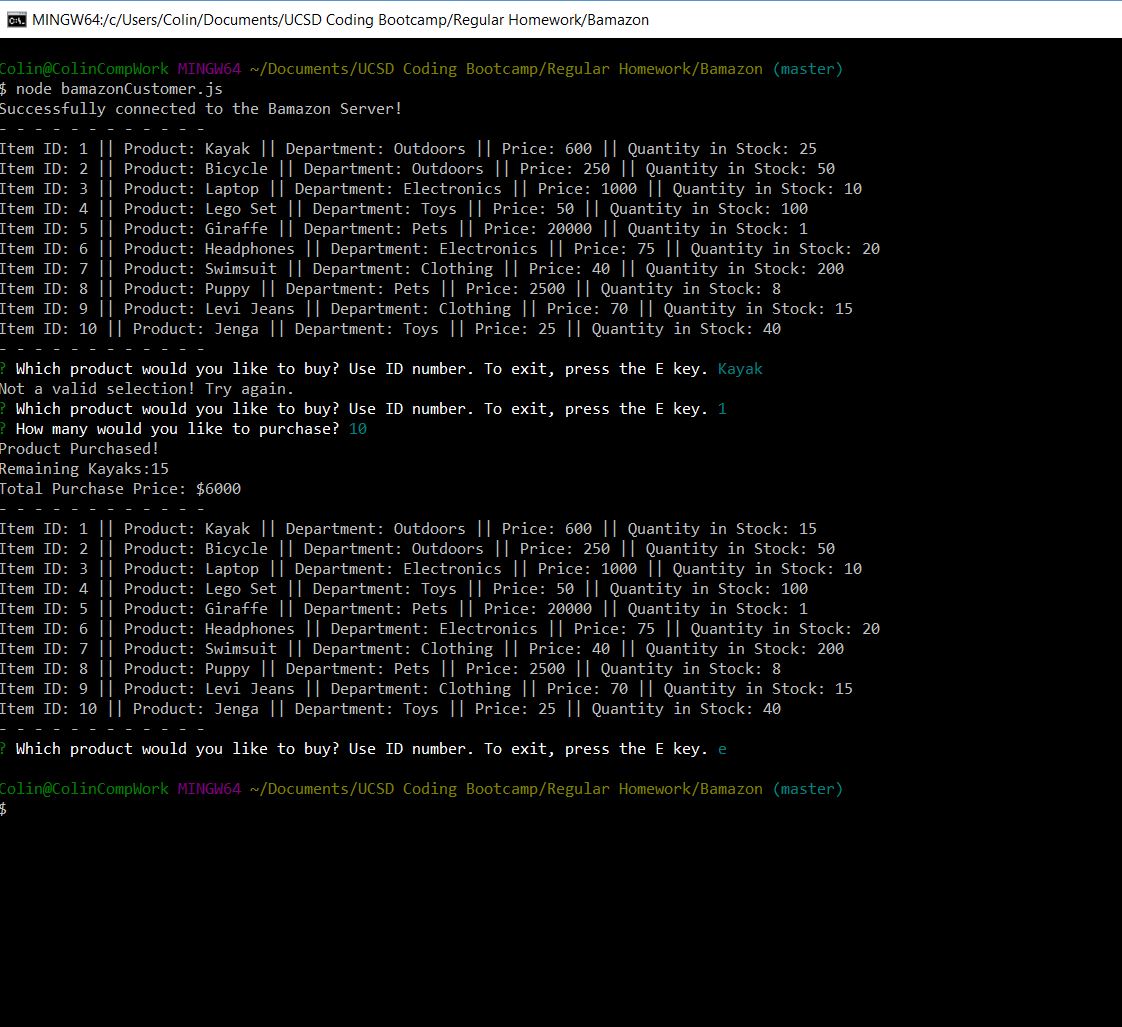 MINGW64:/c/Users/Colin/Documents/UCSD Coding Bootcamp/Regular Homework/Bamazon
Colin@ColinCompWork MINGW64 ~/Documents/UCSD Coding Bootcamp/Regular Homework/Bamazon (master)
$ node bamazonCustomer.js
Successfully connected to the Bamazon Server!
- - - - - - - - - - - -
Item ID: 1 || Product: Kayak || Department: Outdoors || Price: 600 || Quantity in Stock: 25
Item ID: 2 || Product: Bicycle || Department: Outdoors || Price: 250 || Quantity in Stock: 50
Item ID: 3 || Product: Laptop || Department: Electronics || Price: 1000 || Quantity in Stock: 10
Item ID: 4 || Product: Lego Set || Department: Toys || Price: 50 || Quantity in Stock: 100
Item ID: 5 || Product: Giraffe || Department: Pets || Price: 20000 || Quantity in Stock: 1
Item ID: 6 || Product: Headphones || Department: Electronics || Price: 75 || Quantity in Stock: 20
Item ID: 7 || Product: Swimsuit || Department: Clothing || Price: 40 || Quantity in Stock: 200
Item ID: 8 || Product: Puppy || Department: Pets || Price: 2500 || Quantity in Stock: 8
Item ID: 9 || Product: Levi Jeans || Department: Clothing || Price: 70 || Quantity in Stock: 15
Item ID: 10 || Product: Jenga || Department: Toys || Price: 25 || Quantity in Stock: 40
- - - - - - - - - - - -
? Which product would you like to buy? Use ID number. To exit, press the E key. Kayak
Not a valid selection! Try again.
? Which product would you like to buy? Use ID number. To exit, press the E key. 1
? How many would you like to purchase? 10
Product Purchased!
Remaining Kayaks:15
Total Purchase Price: $6000
- - - - - - - - - - - -
Item ID: 1 || Product: Kayak || Department: Outdoors || Price: 600 || Quantity in Stock: 15
Item ID: 2 || Product: Bicycle || Department: Outdoors || Price: 250 || Quantity in Stock: 50
Item ID: 3 || Product: Laptop || Department: Electronics || Price: 1000 || Quantity in Stock: 10
Item ID: 4 || Product: Lego Set || Department: Toys || Price: 50 || Quantity in Stock: 100
Item ID: 5 || Product: Giraffe || Department: Pets || Price: 20000 || Quantity in Stock: 1
Item ID: 6 || Product: Headphones || Department: Electronics || Price: 75 || Quantity in Stock: 20
Item ID: 7 || Product: Swimsuit || Department: Clothing || Price: 40 || Quantity in Stock: 200
Item ID: 8 || Product: Puppy || Department: Pets || Price: 2500 || Quantity in Stock: 8
Item ID: 9 || Product: Levi Jeans || Department: Clothing || Price: 70 || Quantity in Stock: 15
Item ID: 10 || Product: Jenga || Department: Toys || Price: 25 || Quantity in Stock: 40
- - - - - - - - - - - -
? Which product would you like to buy? Use ID number. To exit, press the E key. e
Colin@ColinCompWork MINGW64 ~/Documents/UCSD Coding Bootcamp/Regular Homework/Bamazon (master)
$